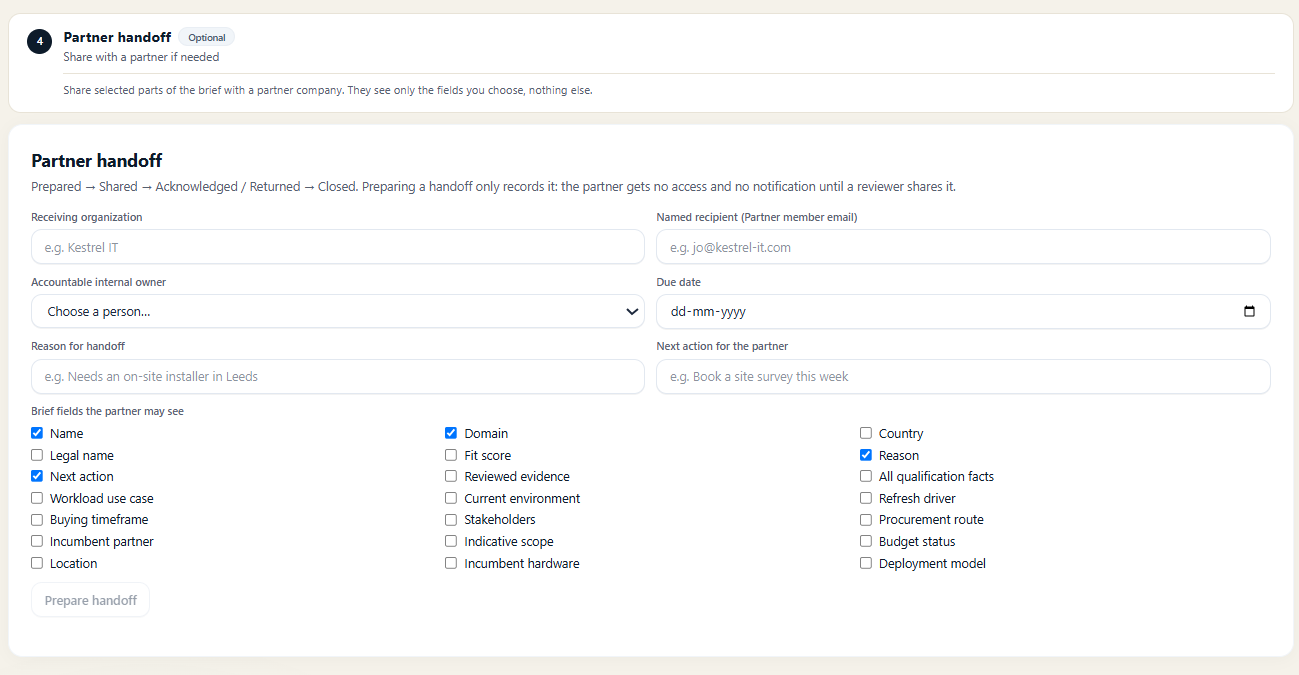 4
Partner handoff Optional
Share with a partner if needed
Share selected parts of the brief with a partner company. They see only the fields you choose, nothing else.
Partner handoff
Prepared → Shared → Acknowledged / Returned → Closed. Preparing a handoff only records it: the partner gets no access and no notification until a reviewer shares it.
Receiving organization
e.g. Kestrel IT
Named recipient (Partner member email)
e.g. jo@kestrel-it.com
Accountable internal owner
Choose a person...
Due date
dd-mm-yyyy
Reason for handoff
e.g. Needs an on-site installer in Leeds
Next action for the partner
e.g. Book a site survey this week
Brief fields the partner may see
Name
Domain
Country
Legal name
Fit score
Reason
Next action
Reviewed evidence
All qualification facts
Workload use case
Current environment
Refresh driver
Buying timeframe
Stakeholders
Procurement route
Incumbent partner
Indicative scope
Budget status
Location
Incumbent hardware
Deployment model
Prepare handoff